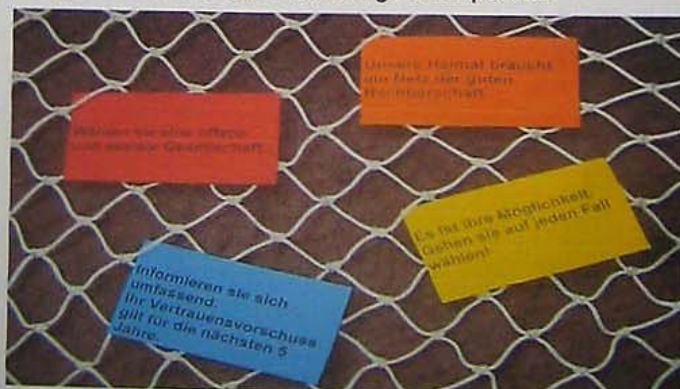 Unsere Heimat braucht
ein Netz der guten
Nachbarschaft.
Wählen sie eine offene
und soziale Gesellschaft.
Es ist ihre Möglichkeit.
Gehen sie auf jeden Fall
wählen!
Informieren sie sich
umfassend.
Ihr Vertrauensvorschuss
gilt für die nächsten 5
Jahre.